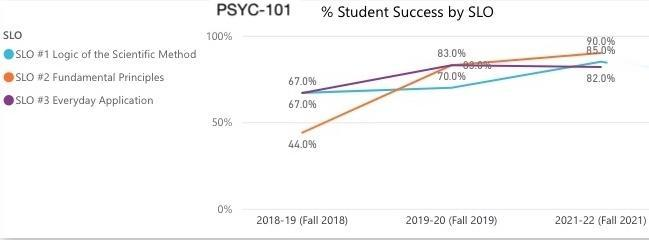 PSYC-101
% Student Success by SLO
SLO
SLO #1 Logic of the Scientific Method
SLO #2 Fundamental Principles
SLO #3 Everyday Application
100%
50%
0%
67.0%
67.0%
44.0%
83.0%
83.0%
70.0%
90.0%
85.0%
82.0%
2018-19 (Fall 2018)
2019-20 (Fall 2019)
2021-22 (Fall 2021)